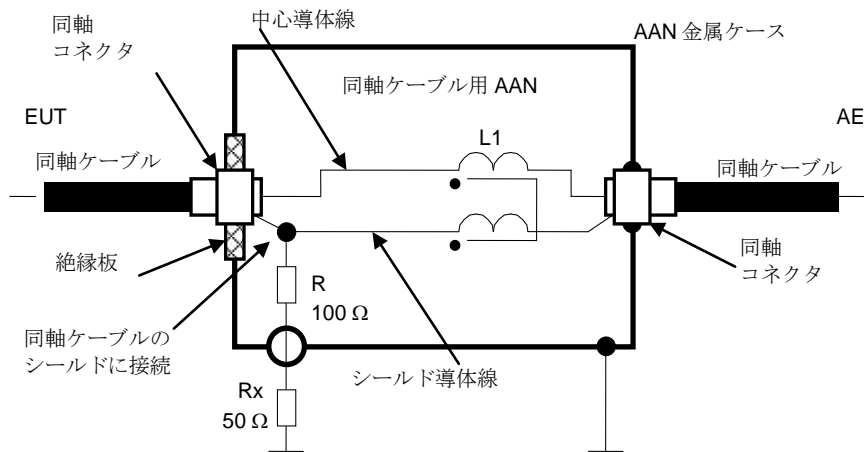 同軸
コネクタ
中心導体線
AAN 金属ケース
同軸ケーブル用 AAN
EUT
AE
L1
同軸ケーブル
同軸ケーブル
絶縁板
同軸
コネクタ
R
100 Ω
同軸ケーブルの
シールドに接続
シールド導体線
Rx
50 Ω